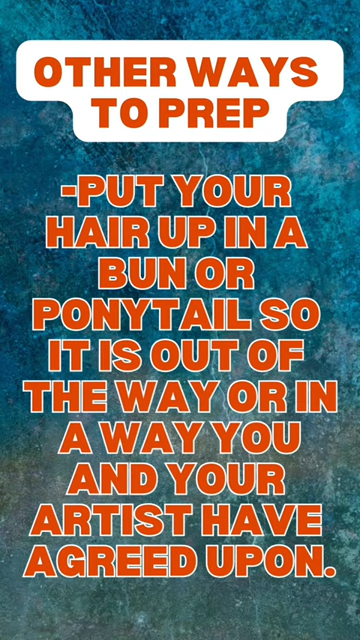 OTHER WAYS
TO PREP
-PUT YOUR
HAIR UP IN A
BUN OR
PONYTAIL SO
IT IS OUT OF
THE WAY OR IN
A WAY YOU
AND YOUR
ARTIST HAVE
AGREED UPON.